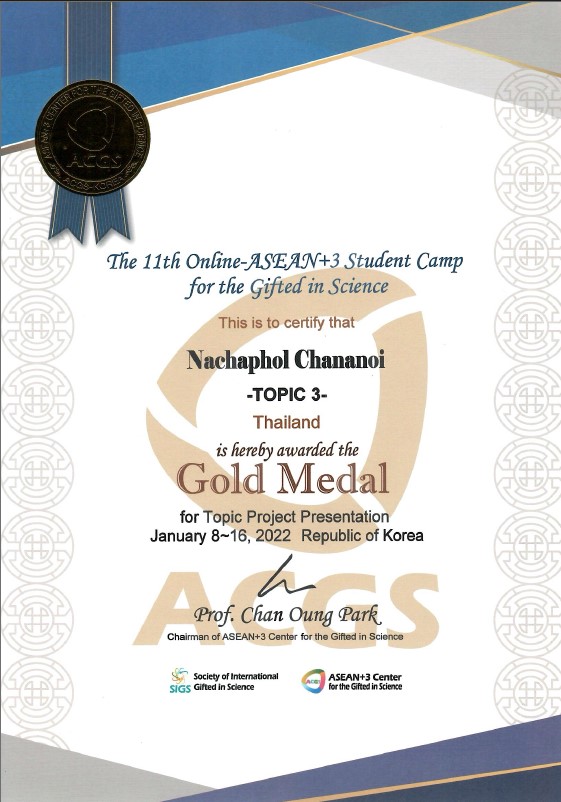 ASEAN+3 CENTER FOR THE GIFTED IN SCIENCE
ACGS
ACGS-KOREA
The 11th Online-ASEAN+3 Student Camp
for the Gifted in Science
This is to certify that
Nachaphol Chananoi
-TOPIC 3-
Thailand
is hereby awarded the
Gold Medal
for Topic Project Presentation
January 8~16, 2022 Republic of Korea
ACGS
Prof. Chan Oung Park
Chairman of ASEAN+3 Center for the Gifted in Science
SIGS
Society of International
Gifted in Science
ACGS
ASEAN+3 Center
for the Gifted in Science